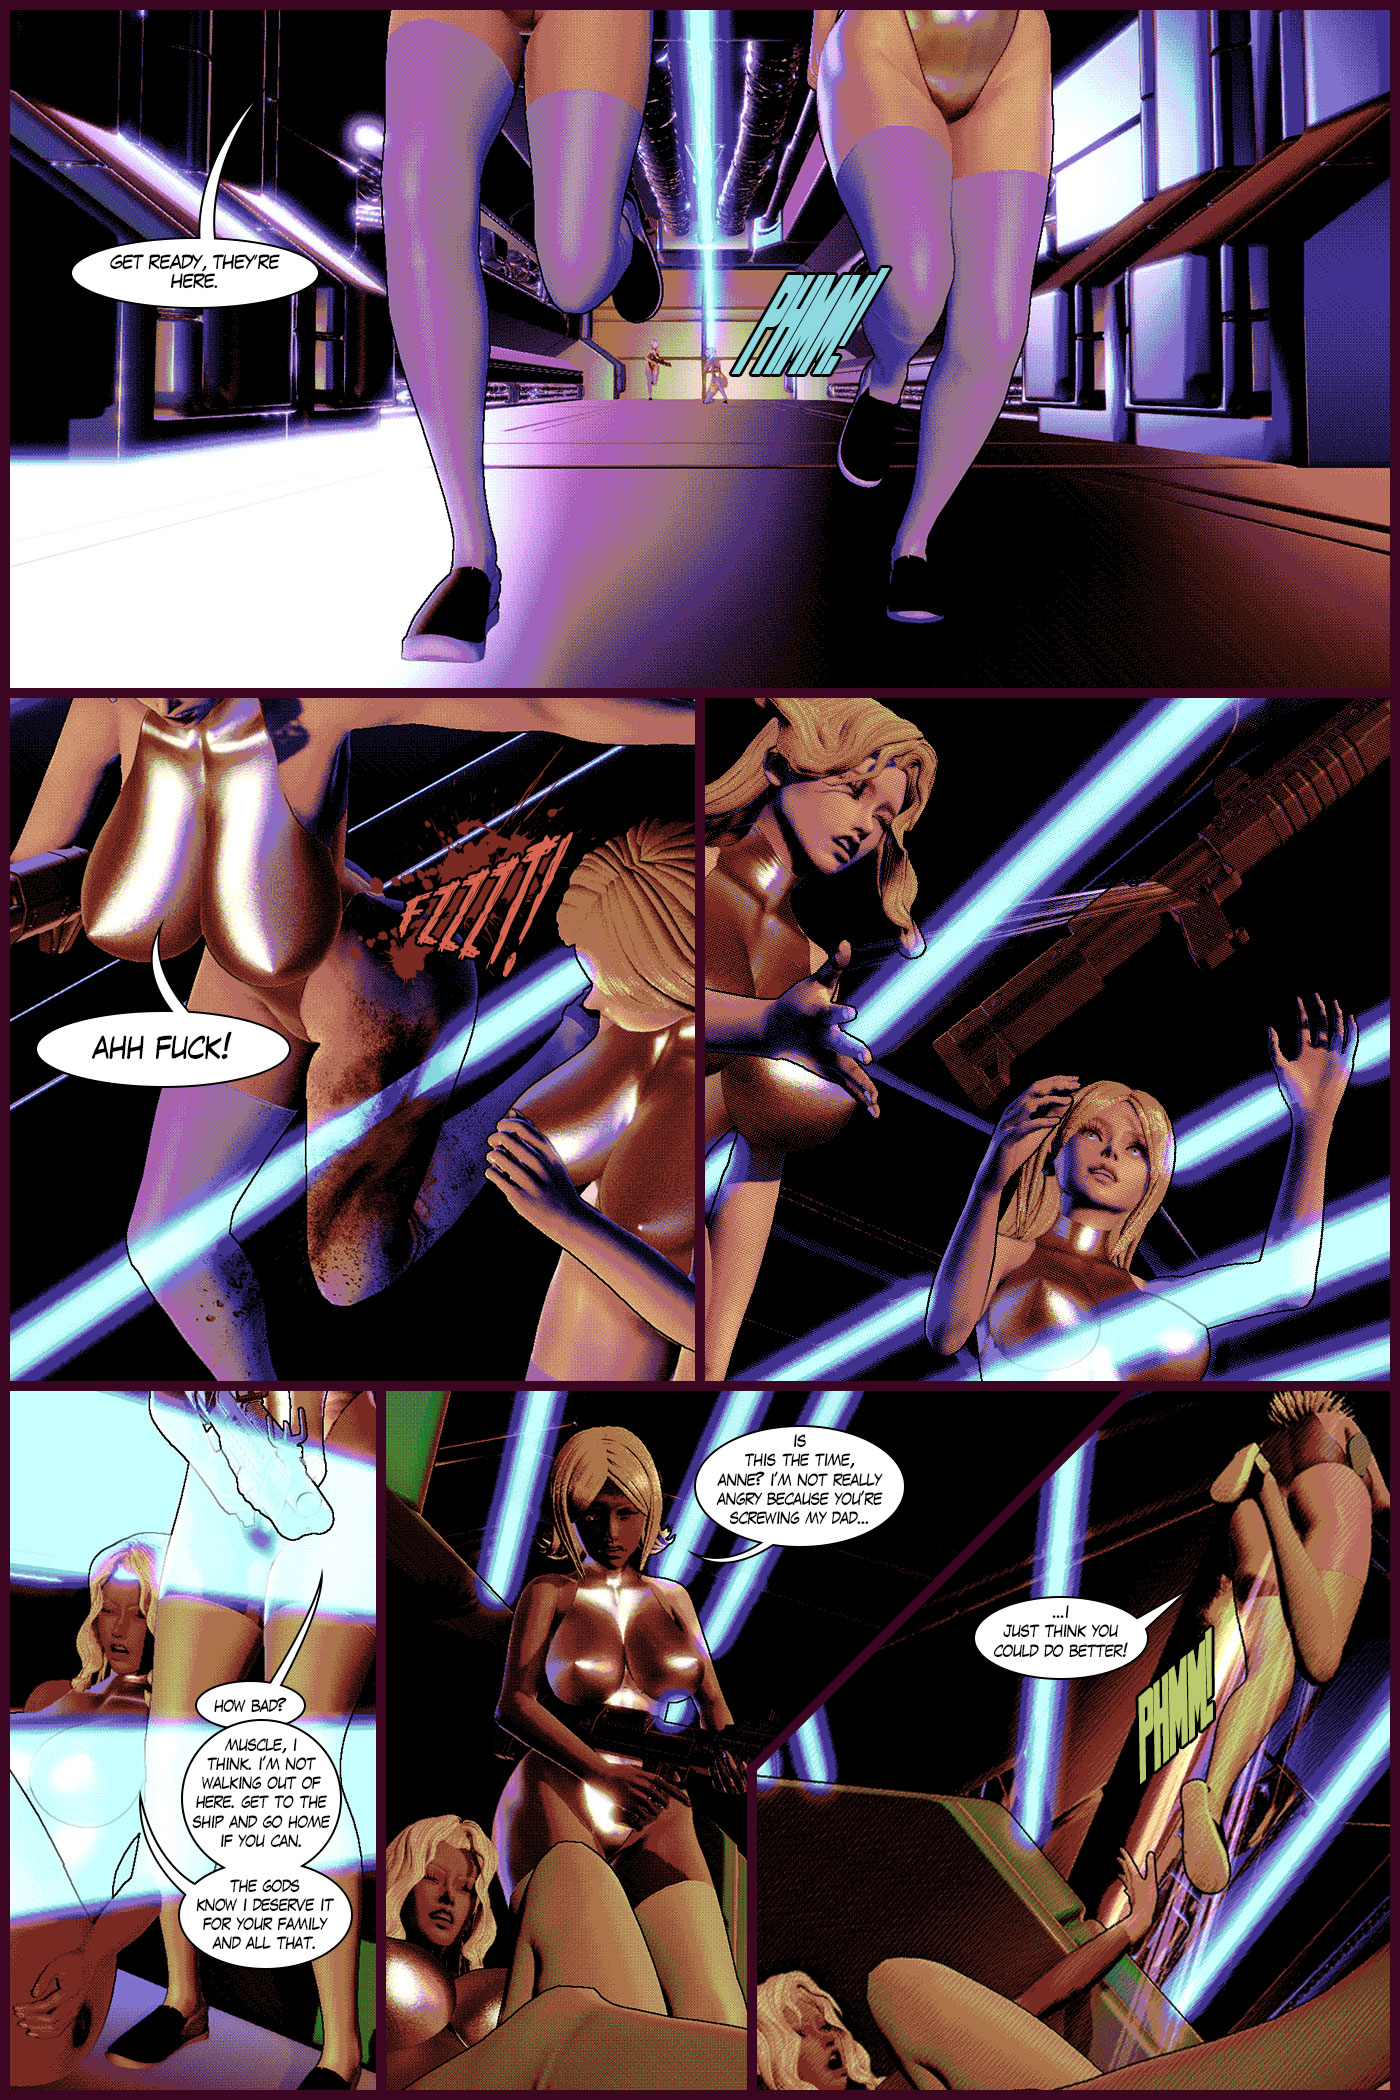 GET READY, THEY'RE
HERE.
PHMM!
FZZZZT!
AHH FUCK!
HOW BAD?
MUSCLE, I
THINK. I'M NOT
WALKING OUT OF
HERE. GET TO THE
SHIP AND GO HOME
IF YOU CAN.
THE GODS
KNOW I DESERVE IT
FOR YOUR FAMILY
AND ALL THAT.
IS
THIS THE TIME,
ANNE? I'M NOT REALLY
ANGRY BECAUSE YOU'RE
SCREWING MY DAD...
...I
JUST THINK YOU
COULD DO BETTER!
PHMM!